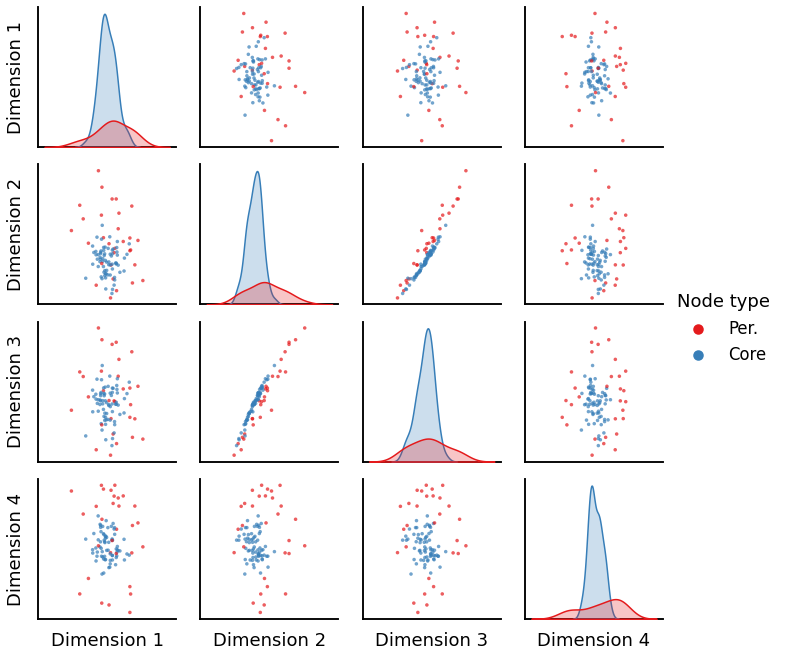 Dimension 1
Dimension 2
Dimension 3
Dimension 4
Node type
Per.
Core
Dimension 1
Dimension 2
Dimension 3
Dimension 4